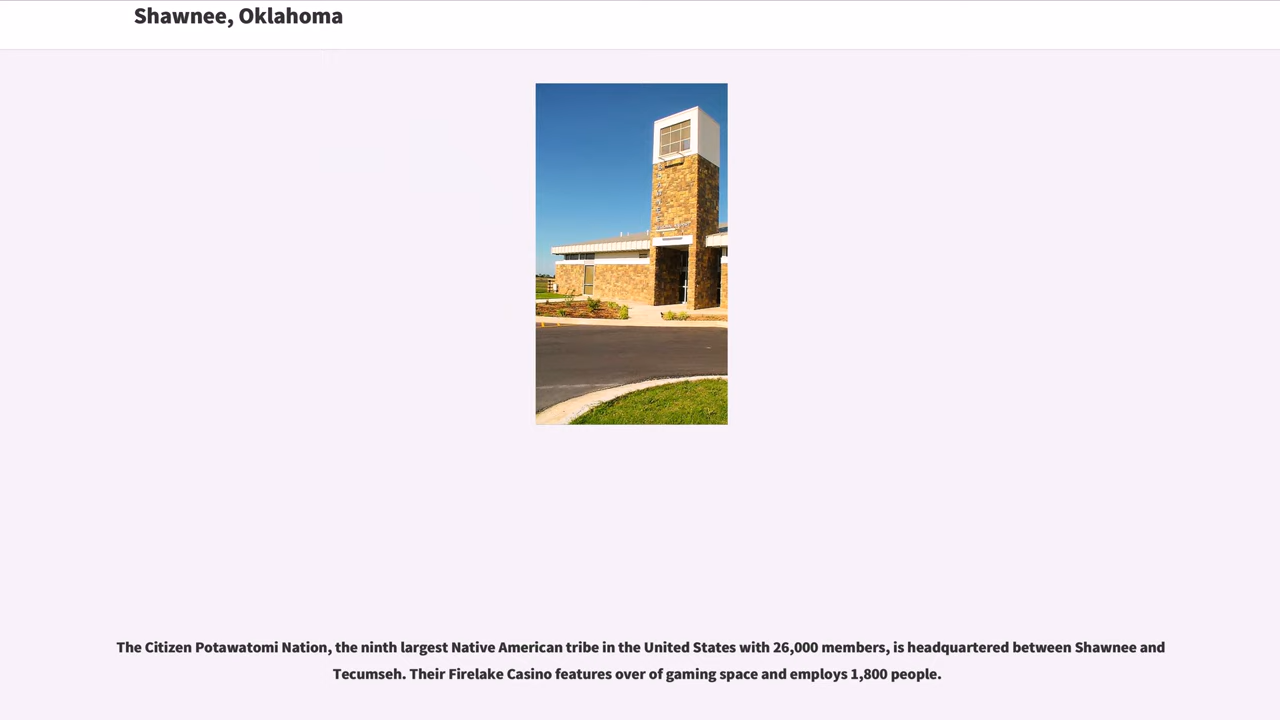 Shawnee, Oklahoma
The Citizen Potawatomi Nation, the ninth largest Native American tribe in the United States with 26,000 members, is headquartered between Shawnee and
Tecumseh. Their Firelake Casino features over of gaming space and employs 1,800 people.